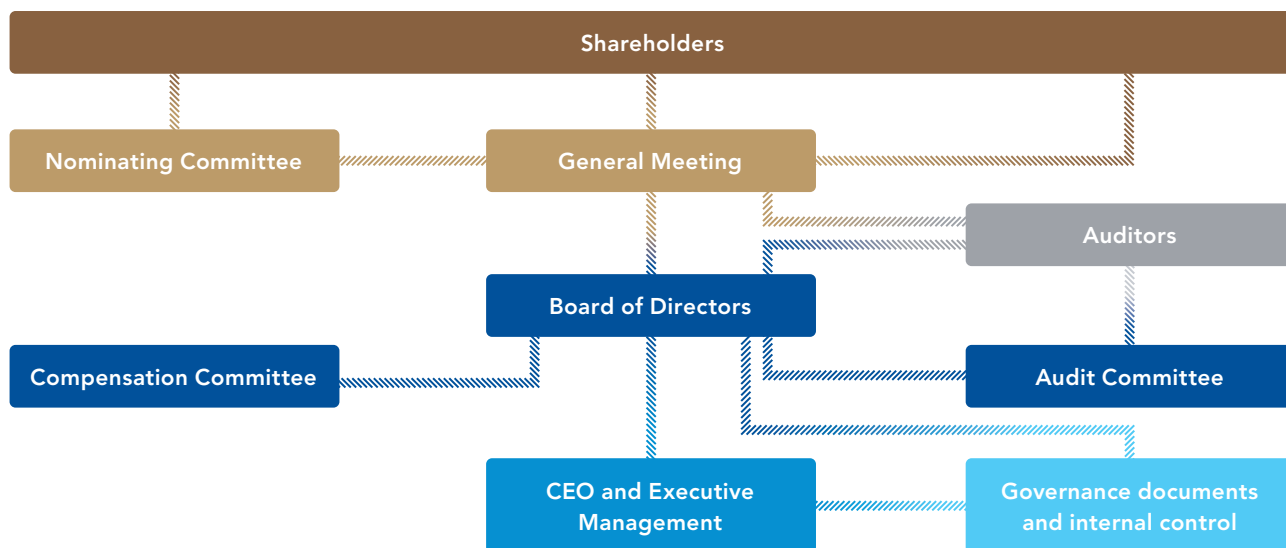 Shareholders
Nominating Committee
General Meeting
Auditors
Board of Directors
Compensation Committee
Audit Committee
CEO and Executive
Management
Governance documents
and internal control